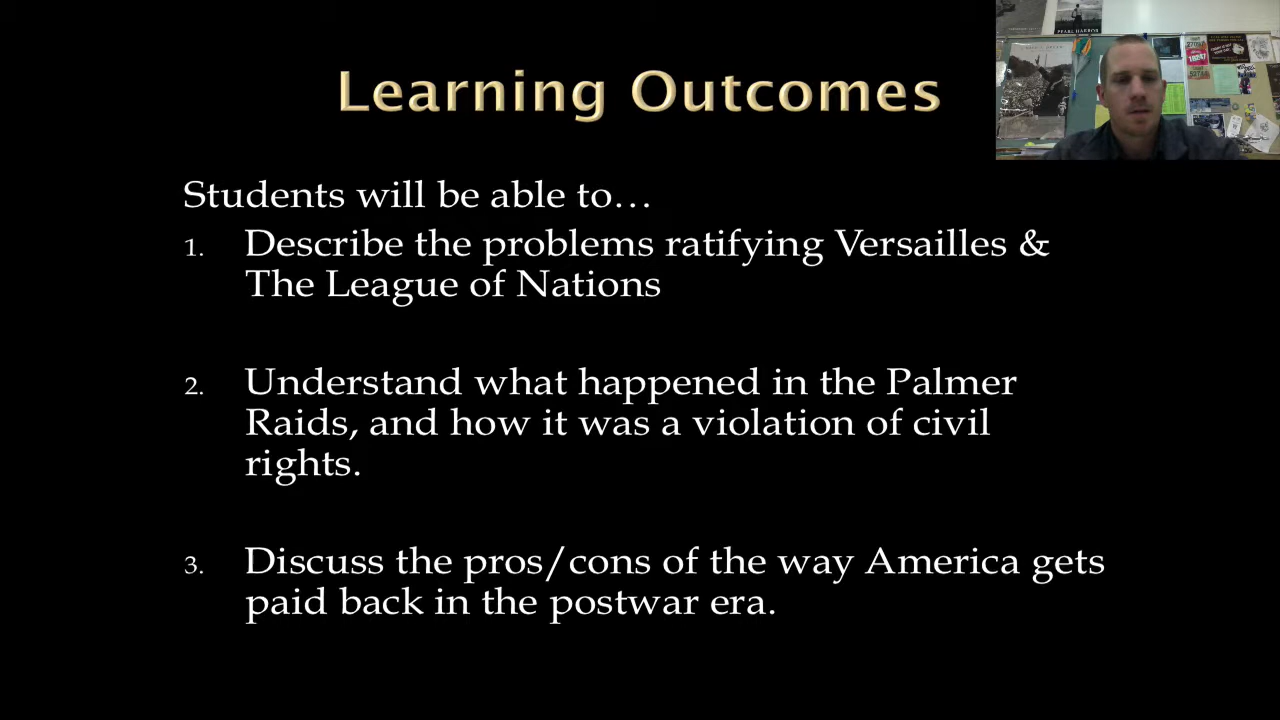 PEARL HARBOR
Learning Outcomes
Students will be able to…
1. Describe the problems ratifying Versailles &
The League of Nations
2. Understand what happened in the Palmer
Raids, and how it was a violation of civil
rights.
3. Discuss the pros/cons of the way America gets
paid back in the postwar era.